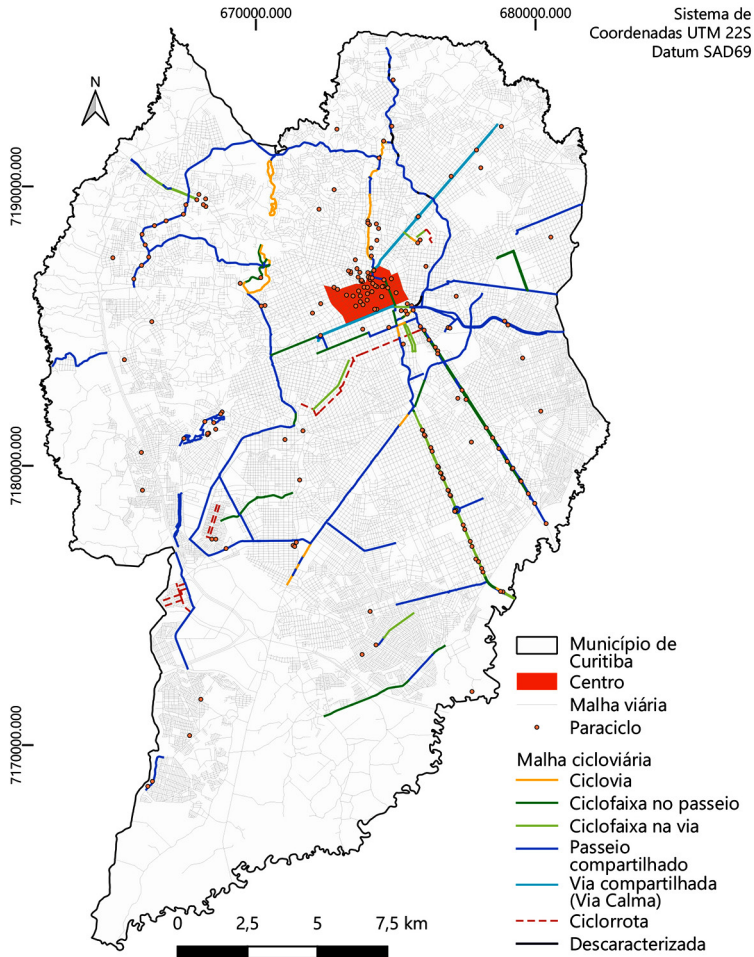 670000.000
680000.000
Sistema de
Coordenadas UTM 22S
Datum SAD69
N
7190000.000
7180000.000
7170000.000
Município de
Curitiba
Centro
Malha viária
Paraciclo
Malha cicloviária
Ciclovia
Ciclofaixa no passeio
Ciclofaixa na via
Passeio
compartilhado
Via compartilhada
(Via Calma)
Ciclorrota
Descaracterizada
0 2,5 5 7,5 km